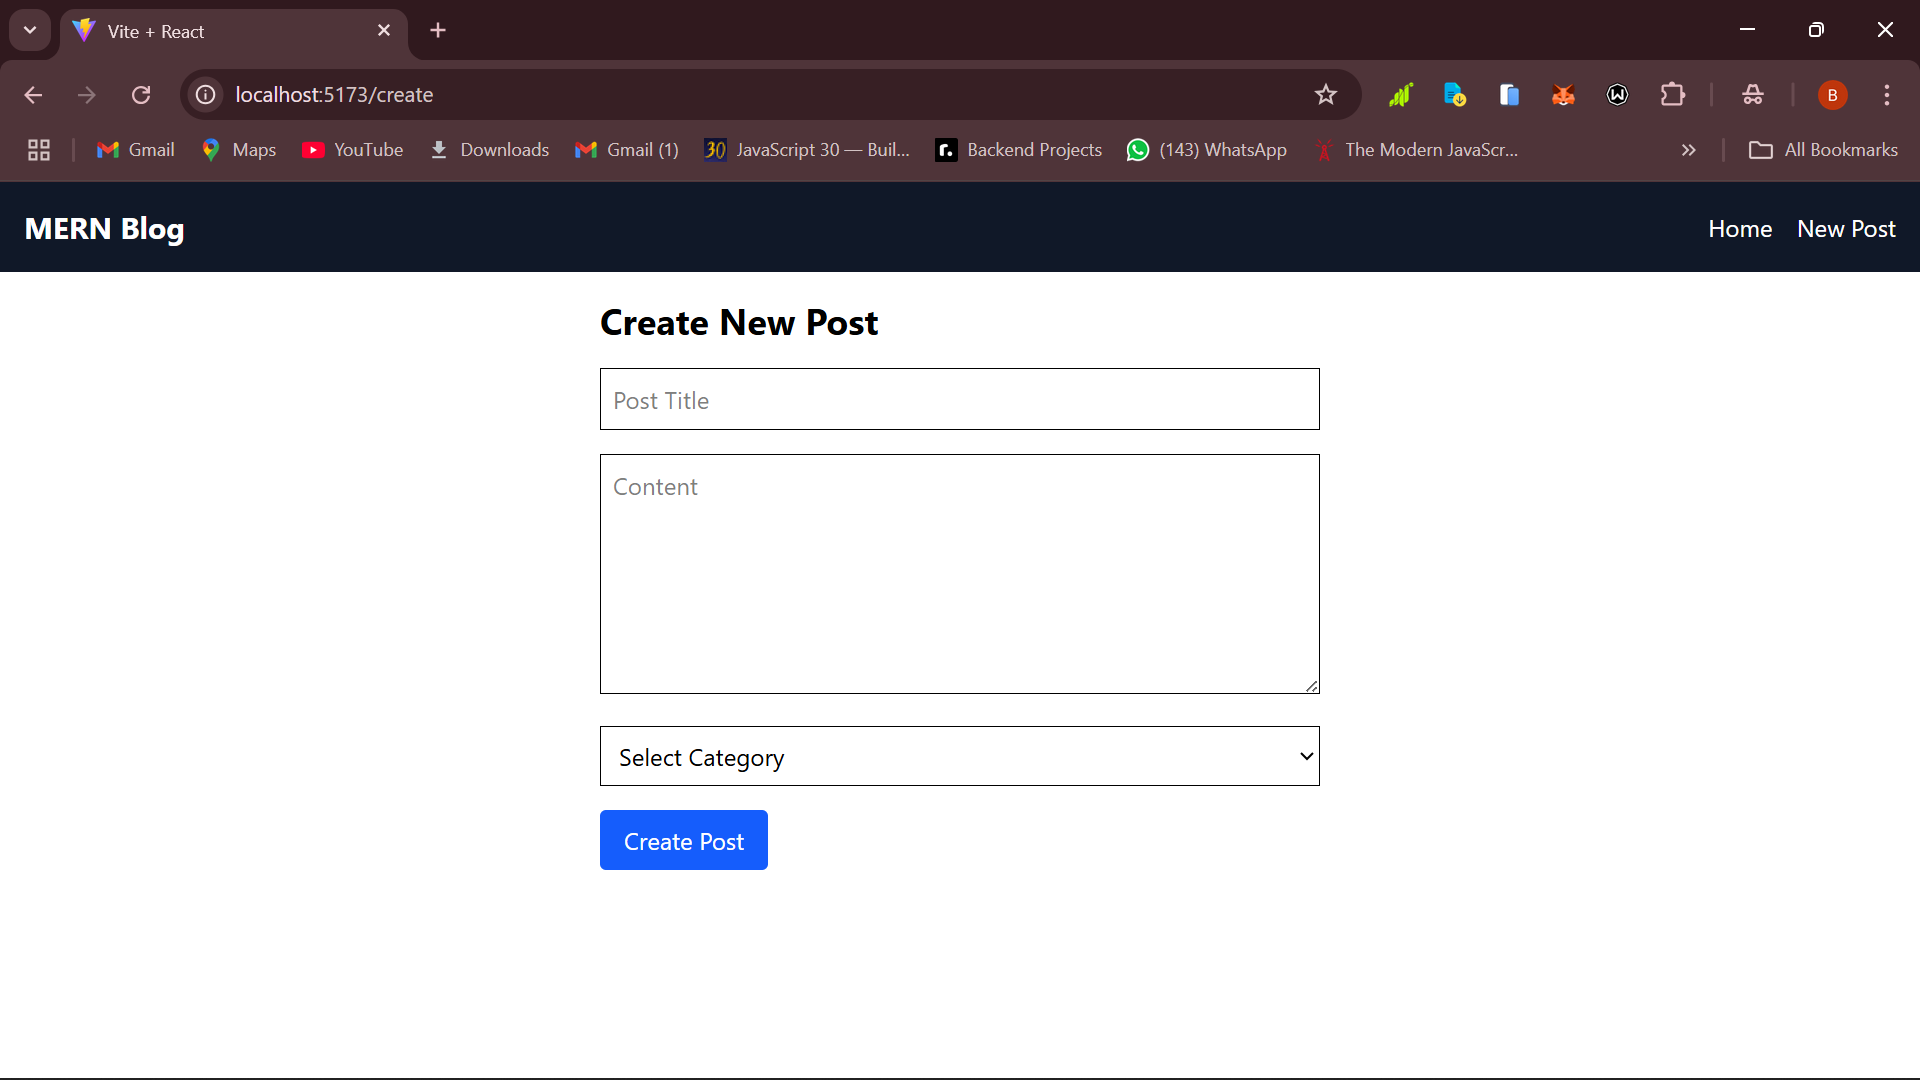 Vite + React
localhost:5173/create
B
Gmail Maps YouTube Downloads Gmail (1) 30 JavaScript 30 — Buil... r. Backend Projects (143) WhatsApp The Modern JavaScr... All Bookmarks
MERN Blog Home New Post
Create New Post
Post Title
Content
Select Category
Create Post